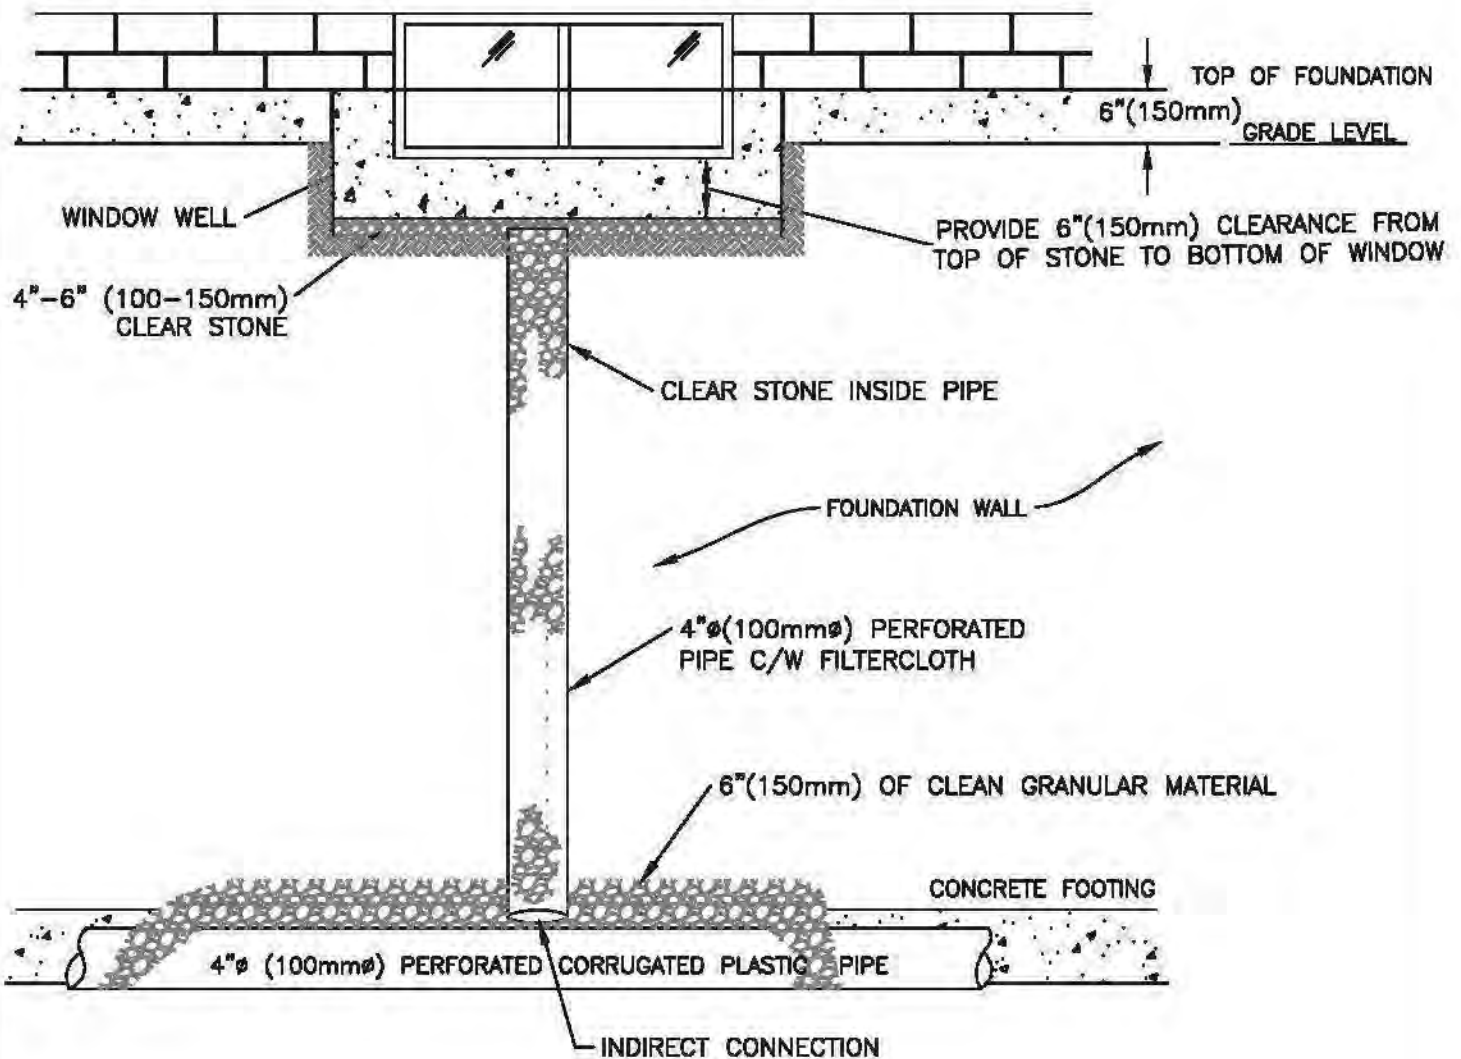 TOP OF FOUNDATION
6"(150mm)
GRADE LEVEL
WINDOW WELL
PROVIDE 6"(150mm) CLEARANCE FROM
TOP OF STONE TO BOTTOM OF WINDOW
4"-6" (100-150mm)
CLEAR STONE
CLEAR STONE INSIDE PIPE
FOUNDATION WALL
4"ø(100mmø) PERFORATED
PIPE C/W FILTERCLOTH
6"(150mm) OF CLEAN GRANULAR MATERIAL
CONCRETE FOOTING
4"ø (100mmø) PERFORATED CORRUGATED PLASTIC PIPE
INDIRECT CONNECTION